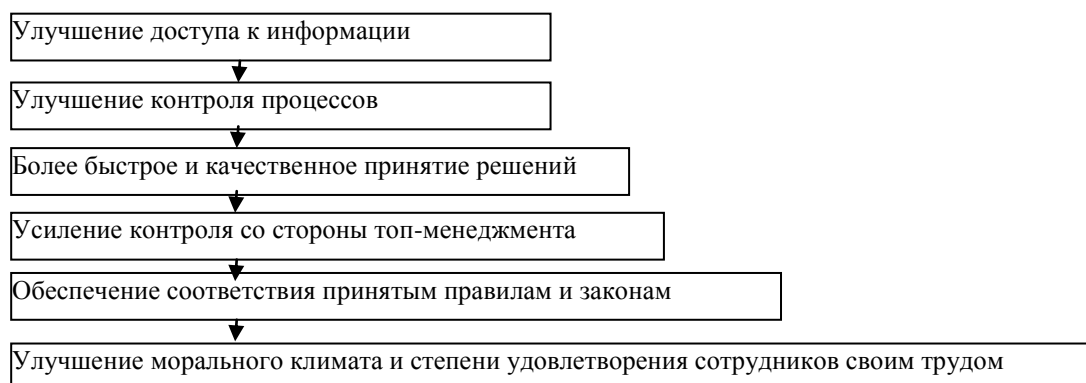 Улучшение доступа к информации
Улучшение контроля процессов
Более быстрое и качественное принятие решений
Усиление контроля со стороны топ-менеджмента
Обеспечение соответствия принятым правилам и законам
Улучшение морального климата и степени удовлетворения сотрудников своим трудом